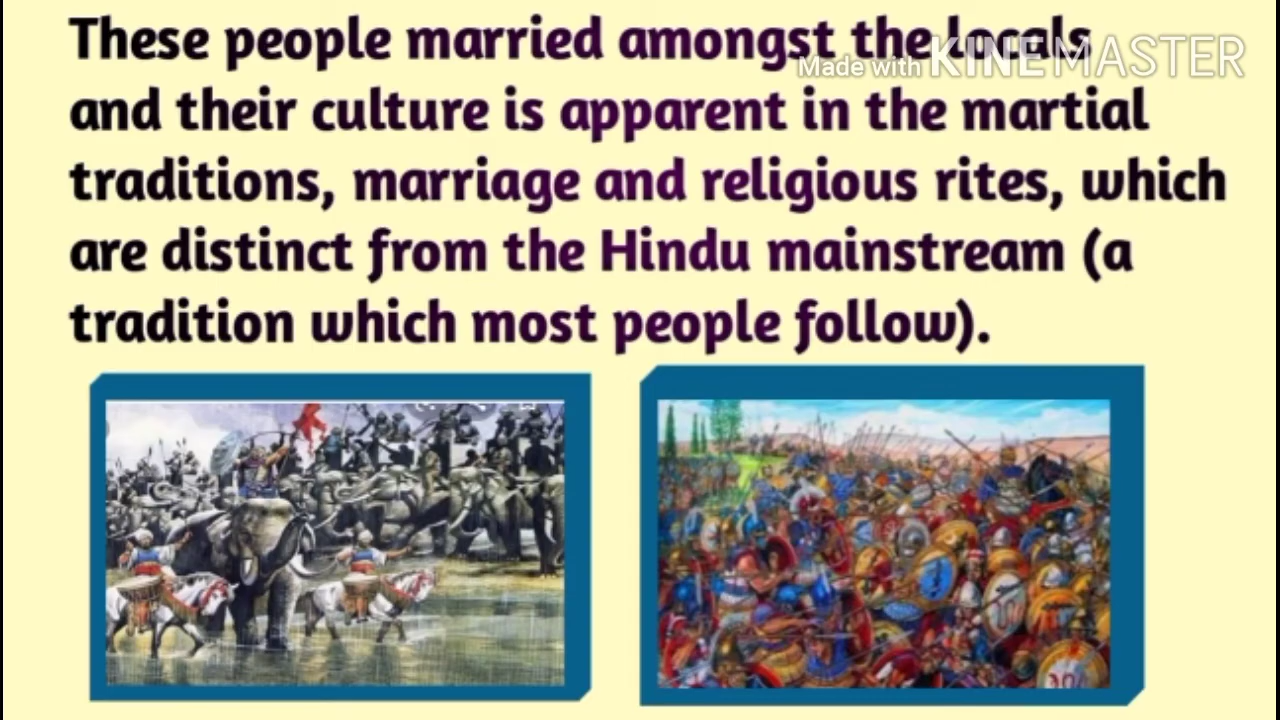 These people married amongst the locals
Made with KINEMASTER
and their culture is apparent in the martial
traditions, marriage and religious rites, which
are distinct from the Hindu mainstream (a
tradition which most people follow).